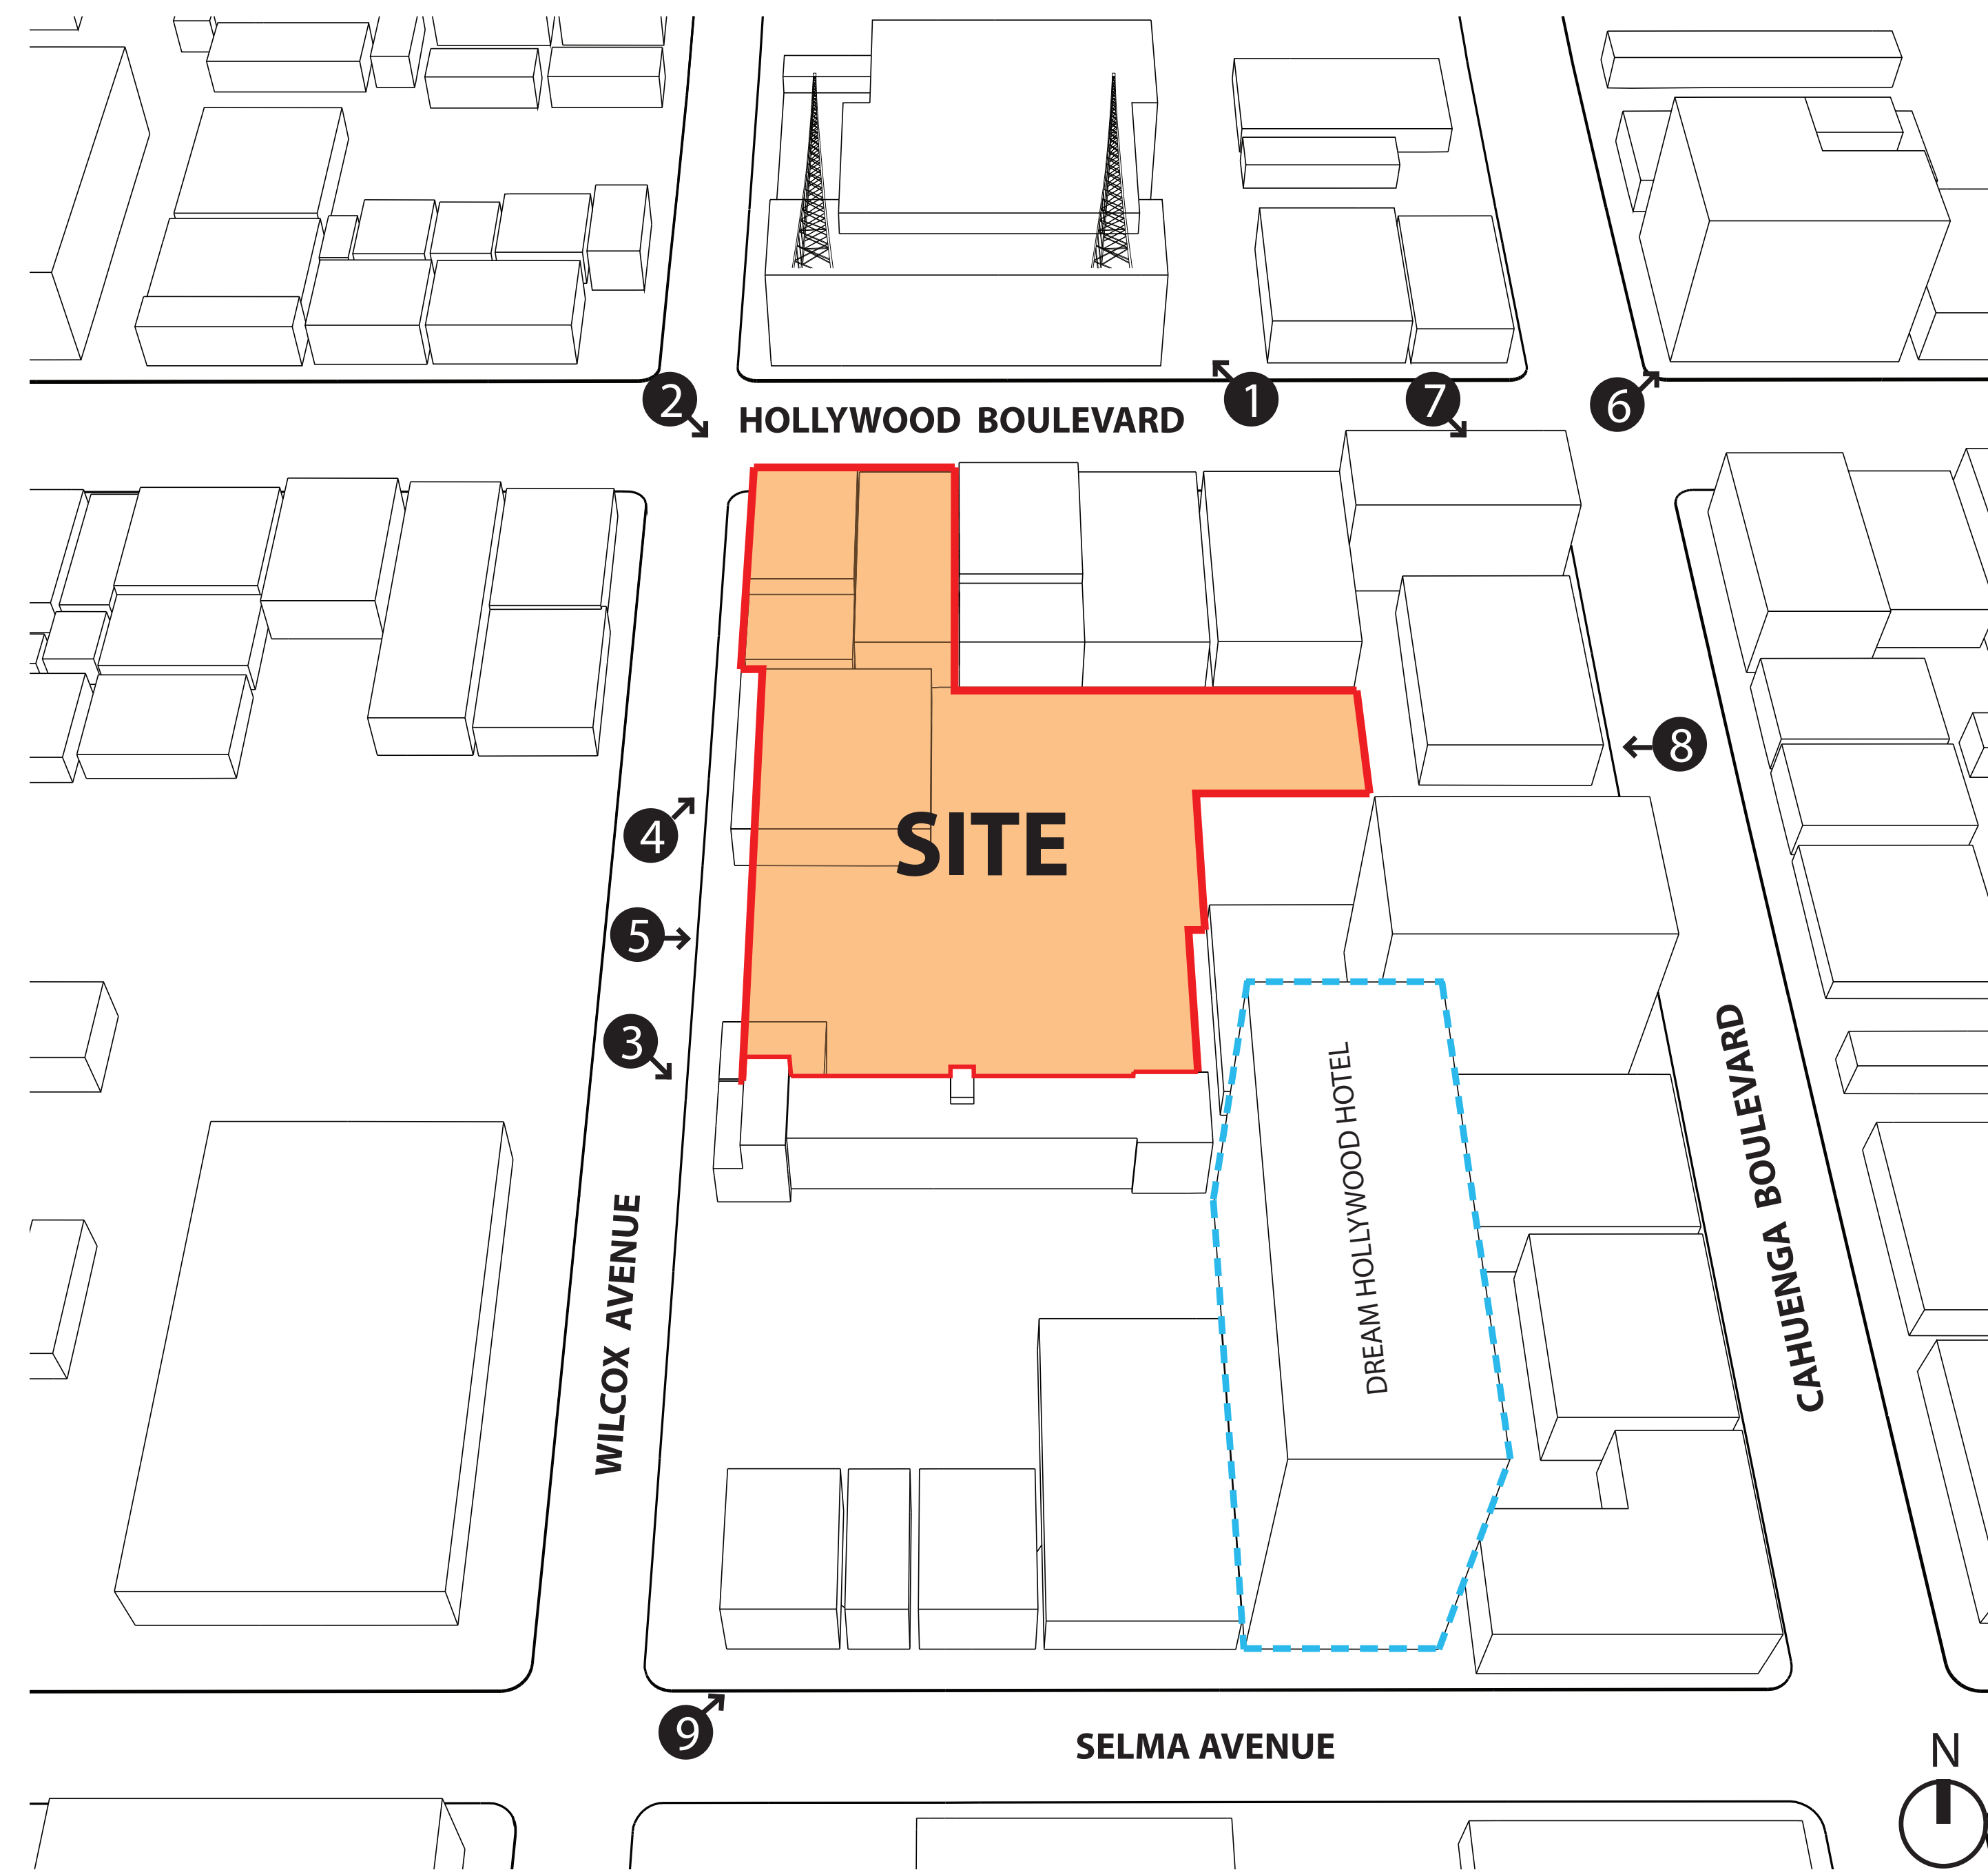 2
HOLLYWOOD BOULEVARD
1
7
6
8
4
SITE
5
3
DREAM HOLLYWOOD HOTEL
CAHUENGA BOULEVARD
WILCOX AVENUE
9
SELMA AVENUE
N